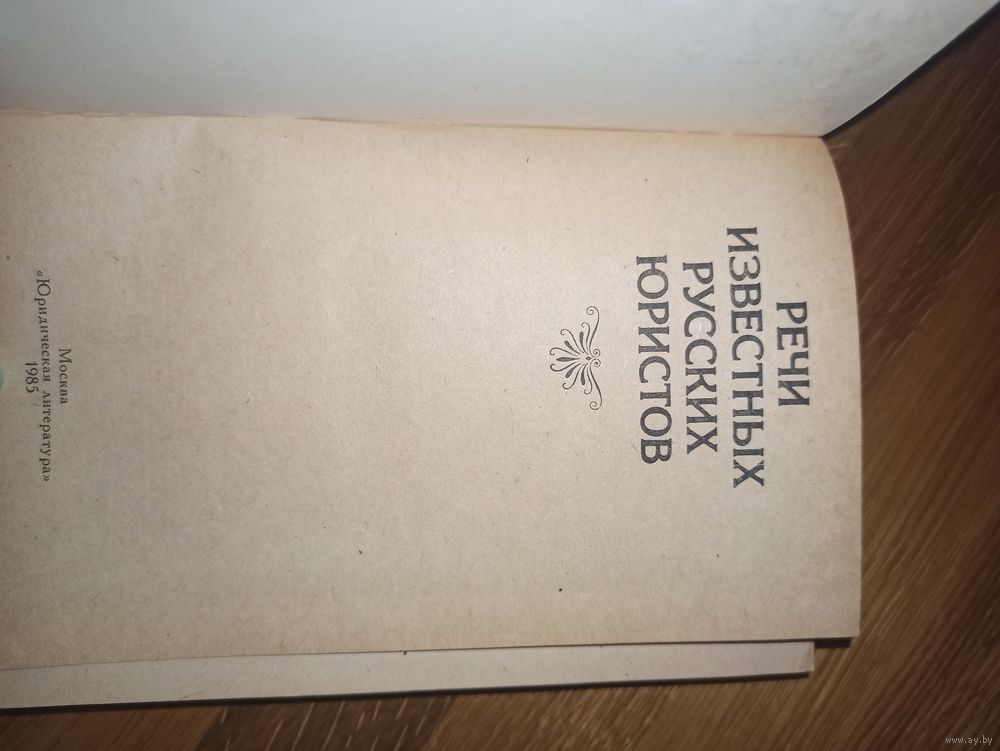 РЕЧИ
ИЗВЕСТНЫХ
РУССКИХ
ЮРИСТОВ
Москва
«Юридическая литература»
1985
www.ay.by